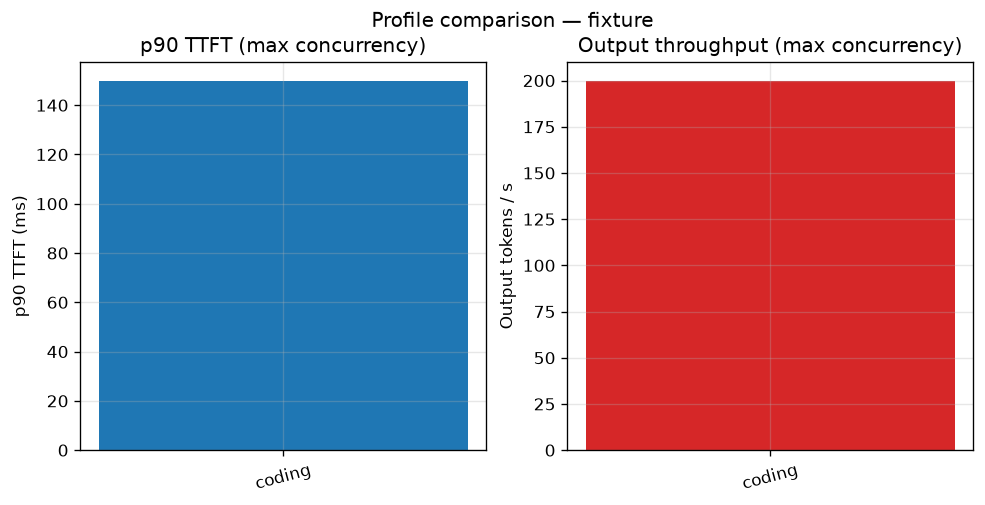 Profile comparison — fixture
p90 TTFT (max concurrency)
p90 TTFT (ms)
140
120
100
80
60
40
20
0
coding
Output throughput (max concurrency)
Output tokens / s
200
175
150
125
100
75
50
25
0
coding